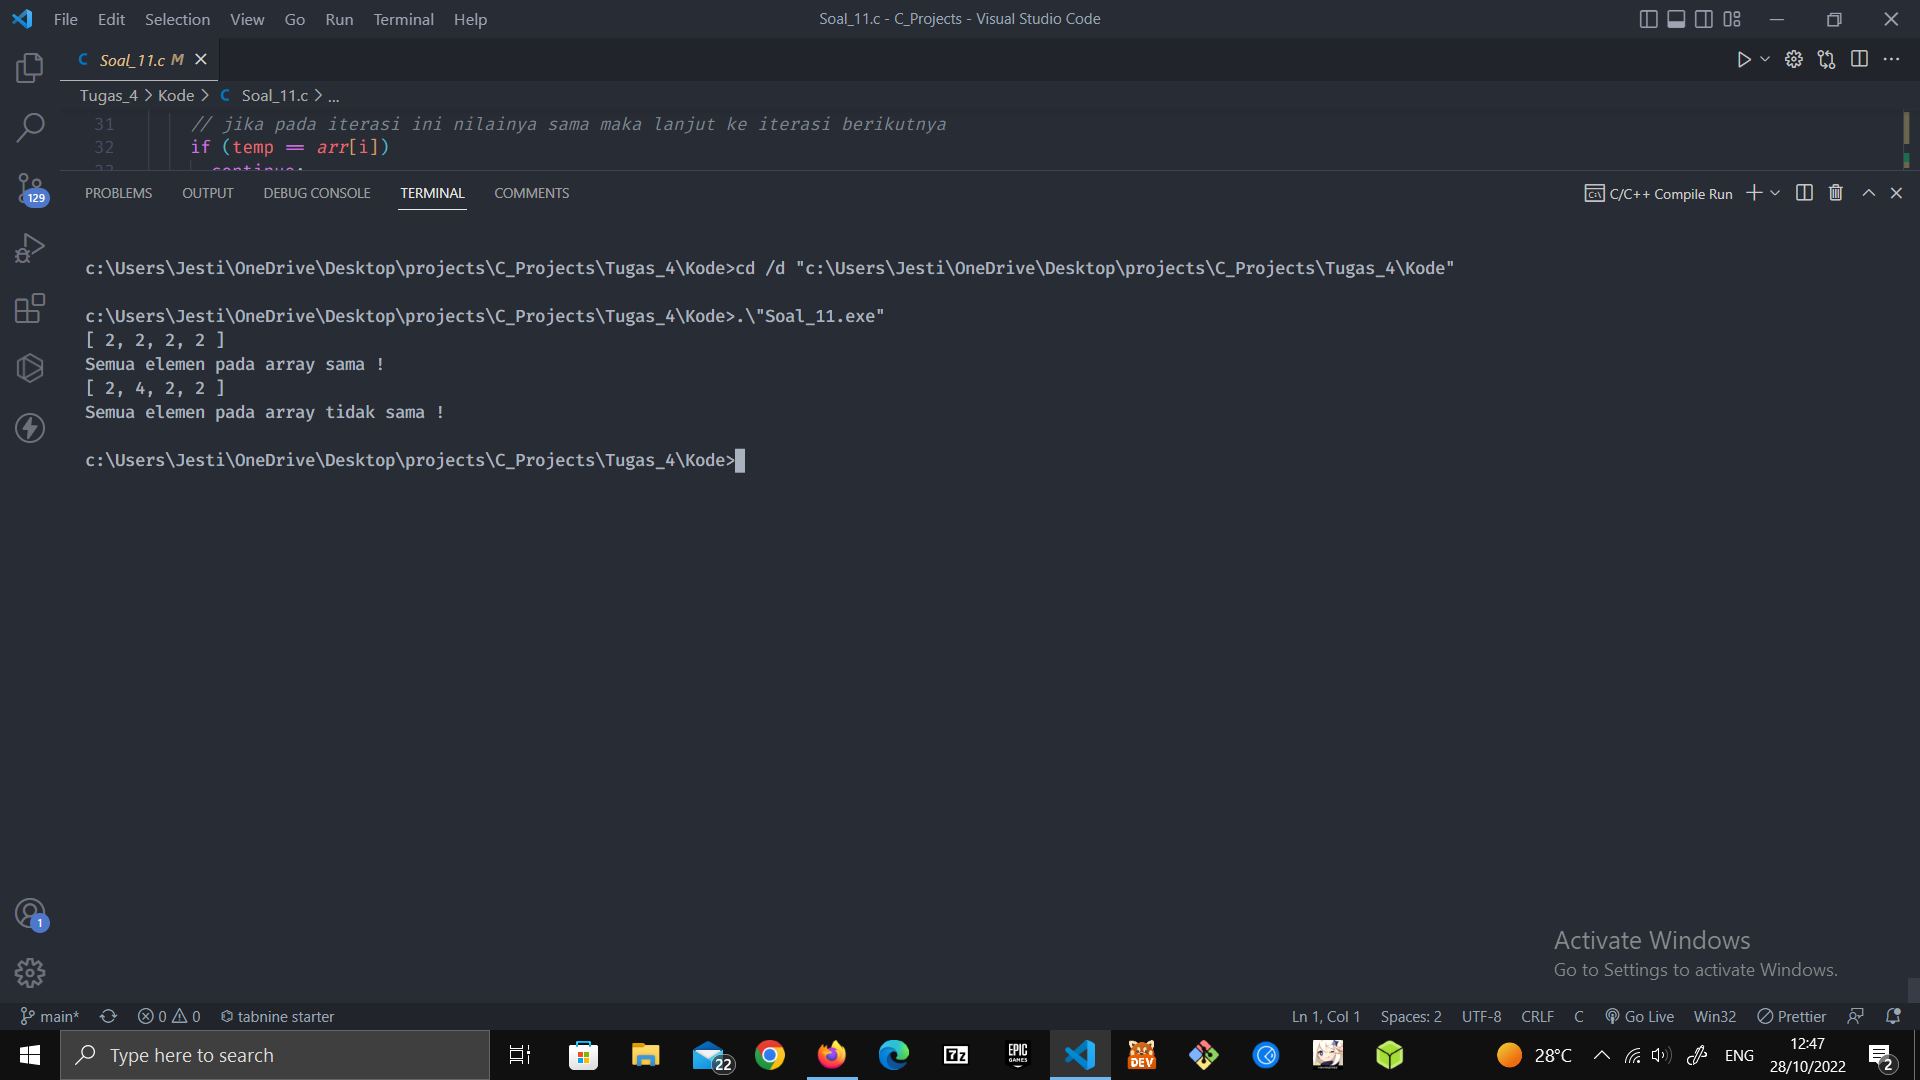 File Edit Selection View Go Run Terminal Help
Soal_11.c - C_Projects - Visual Studio Code
C Soal_11.c M
Tugas_4 > Kode > C Soal_11.c > ...
31 // jika pada iterasi ini nilainya sama maka lanjut ke iterasi berikutnya
32 if (temp == arr[i])
33 continue;
129
PROBLEMS OUTPUT DEBUG CONSOLE TERMINAL COMMENTS
C/C++ Compile Run
c:\Users\Jesti\OneDrive\Desktop\projects\C_Projects\Tugas_4\Kode>cd /d "c:\Users\Jesti\OneDrive\Desktop\projects\C_Projects\Tugas_4\Kode"
c:\Users\Jesti\OneDrive\Desktop\projects\C_Projects\Tugas_4\Kode>.\"Soal_11.exe"
[ 2, 2, 2, 2 ]
Semua elemen pada array sama !
[ 2, 4, 2, 2 ]
Semua elemen pada array tidak sama !
c:\Users\Jesti\OneDrive\Desktop\projects\C_Projects\Tugas_4\Kode>
1
Activate Windows
Go to Settings to activate Windows.
main* 0 0 tabnine starter
Ln 1, Col 1 Spaces: 2 UTF-8 CRLF C Go Live Win32 Prettier
Type here to search
22
7z
EPIC GAMES
DEV
28°C
ENG
12:47
28/10/2022
2